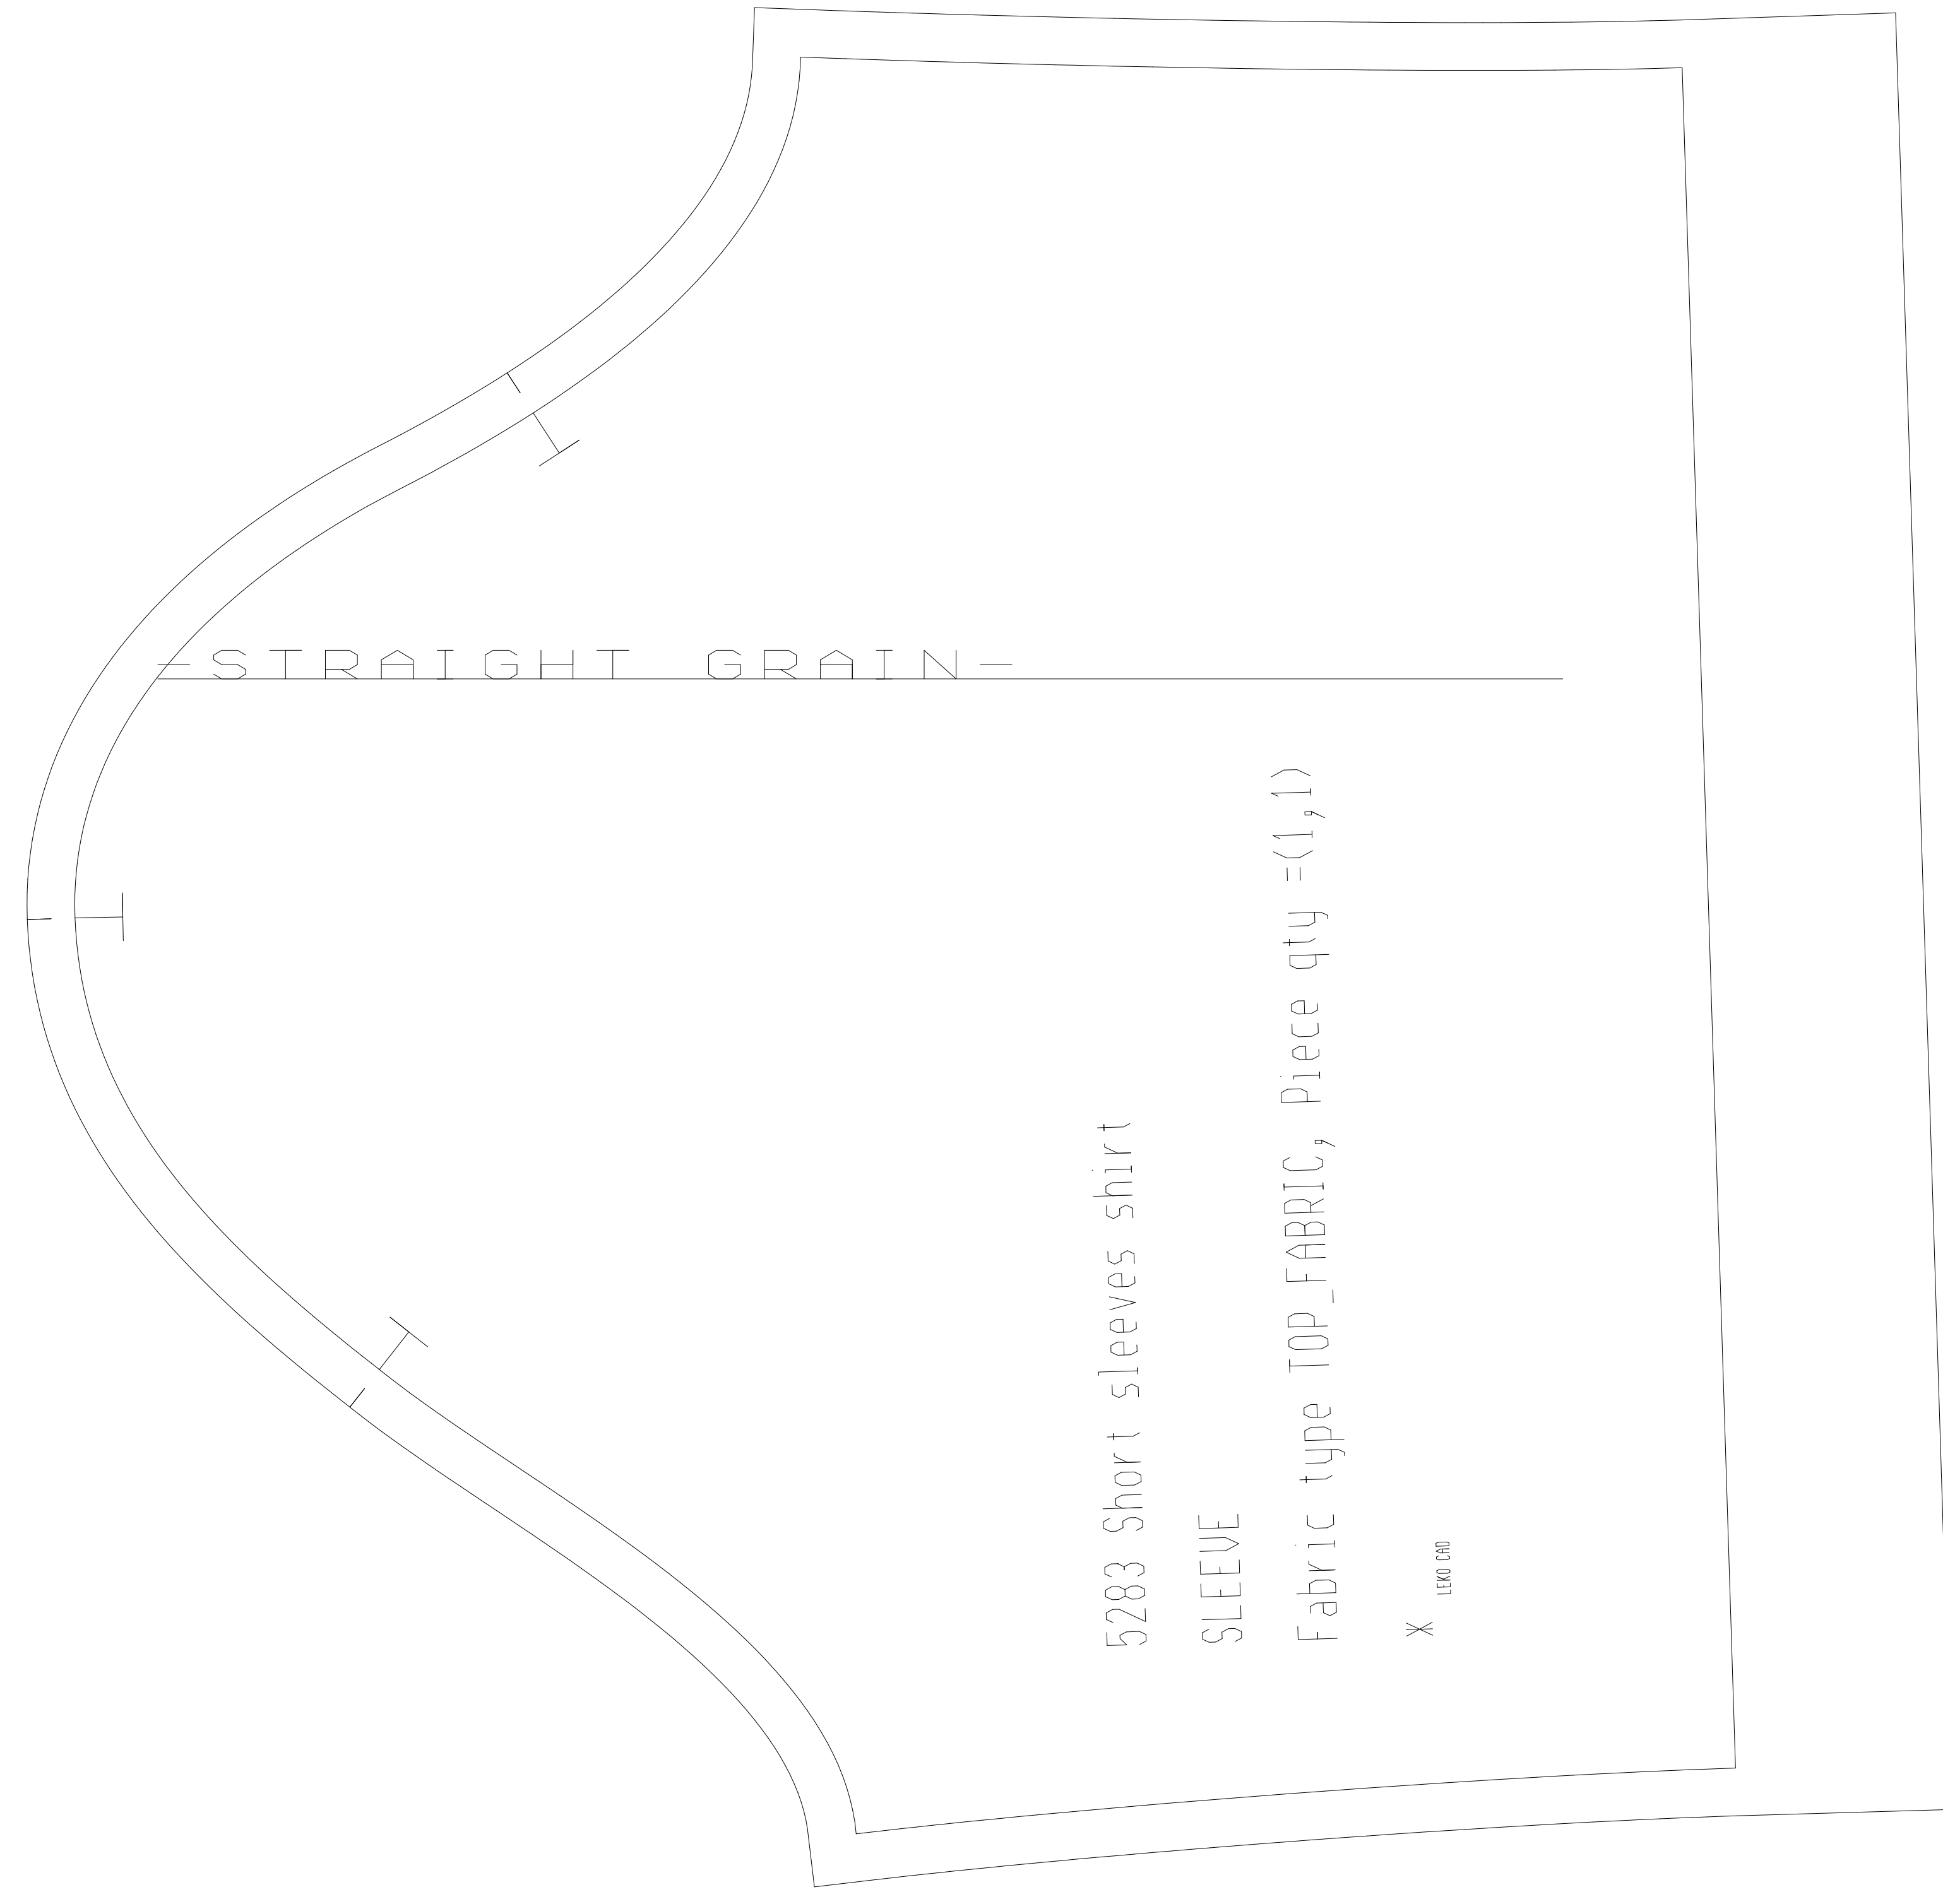 -STRAIGHT GRAIN-
5283 Short sleeves shirt
SLEEVE
Fabric type TOP_FABRIC, Piece qty =(1,1)
* LEKO CAD